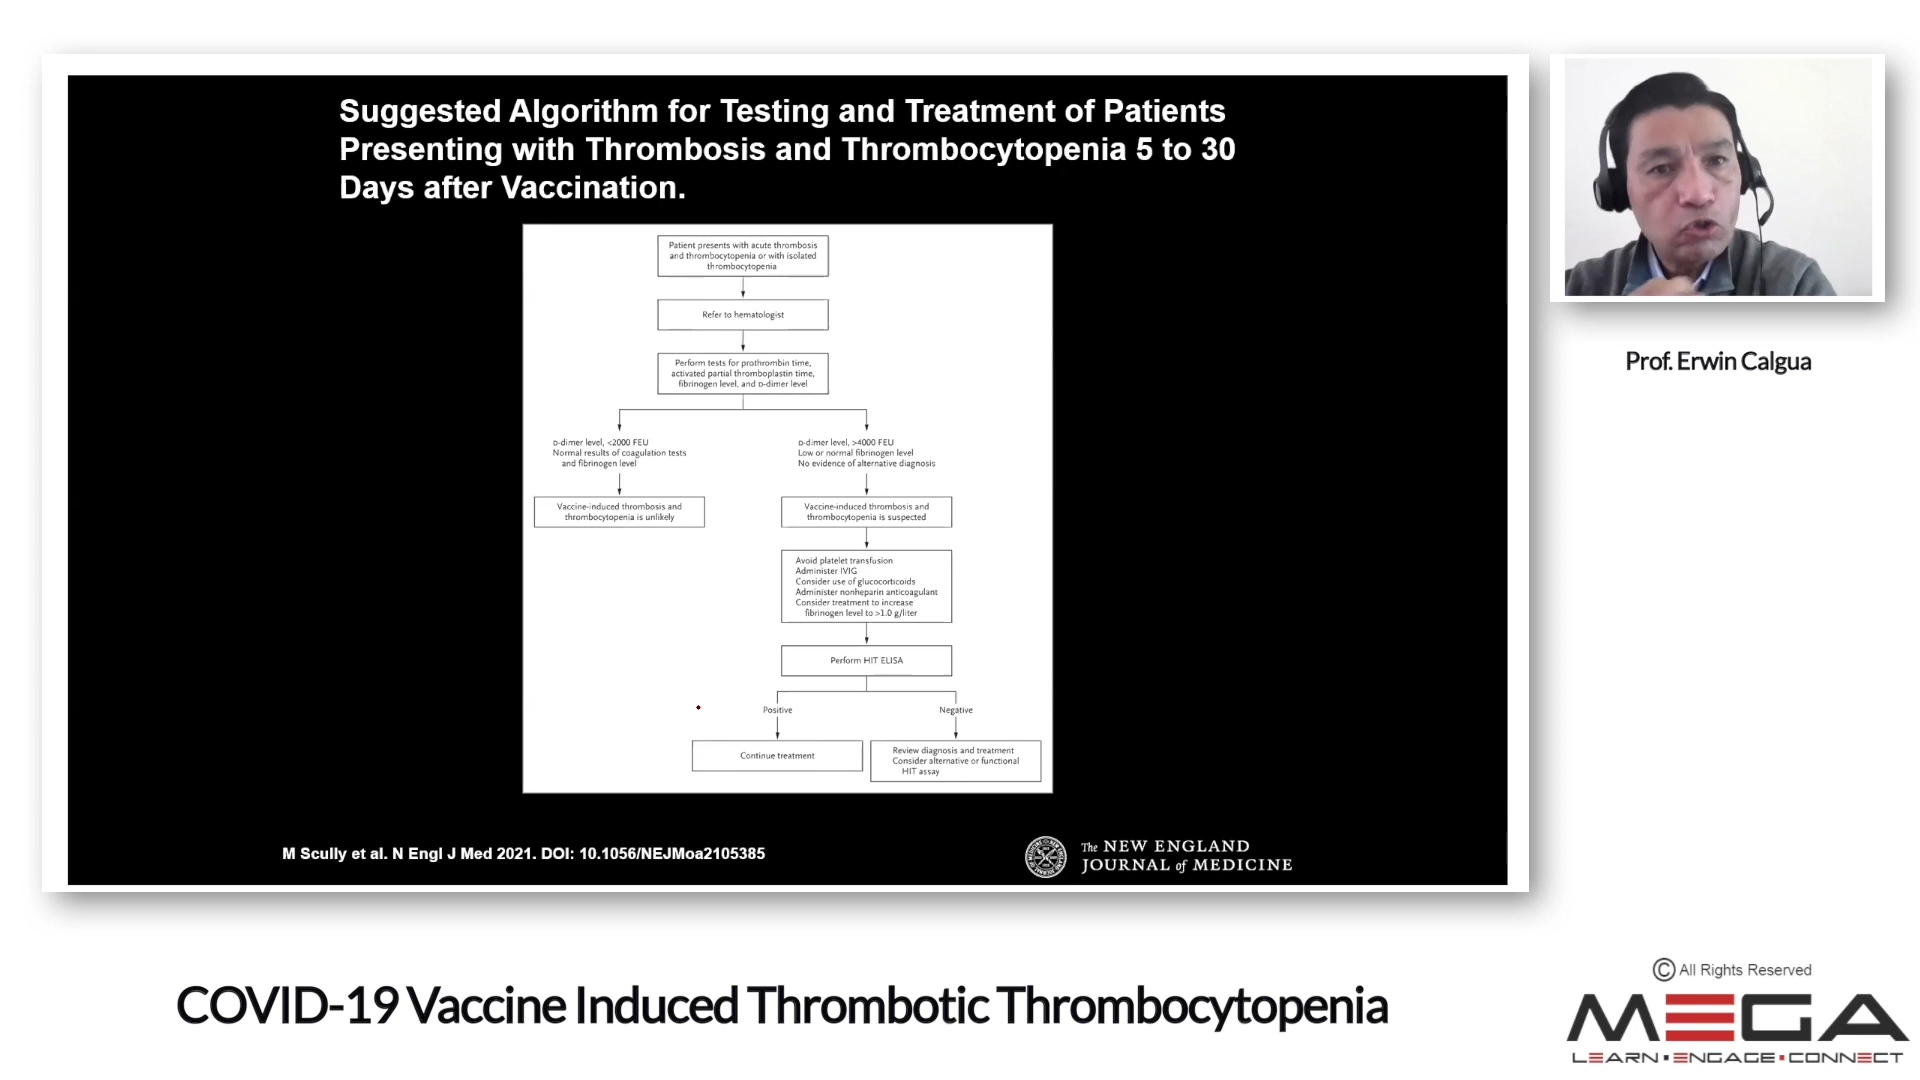 Suggested Algorithm for Testing and Treatment of Patients
Presenting with Thrombosis and Thrombocytopenia 5 to 30
Days after Vaccination.
Patient presents with acute thrombosis
and thrombocytopenia or with isolated
thrombocytopenia
Refer to hematologist
Perform tests for prothrombin time,
activated partial thromboplastin time,
fibrinogen level, and D-dimer level
D-dimer level, <2000 FEU
Normal results of coagulation tests
and fibrinogen level
Vaccine-induced thrombosis and
thrombocytopenia is unlikely
D-dimer level, >4000 FEU
Low or normal fibrinogen level
No evidence of alternative diagnosis
Vaccine-induced thrombosis and
thrombocytopenia is suspected
Avoid platelet transfusion
Administer IVIG
Consider use of glucocorticoids
Administer nonheparin anticoagulant
Consider treatment to increase
fibrinogen level to >1.0 g/liter
Perform HIT ELISA
Positive
Negative
Continue treatment
Review diagnosis and treatment
Consider alternative or functional
HIT assay
M Scully et al. N Engl J Med 2021. DOI: 10.1056/NEJMoa2105385
The NEW ENGLAND
JOURNAL of MEDICINE
Prof. Erwin Calgua
COVID-19 Vaccine Induced Thrombotic Thrombocytopenia
© All Rights Reserved
MEGA
LEARN▪ENGAGE▪CONNECT